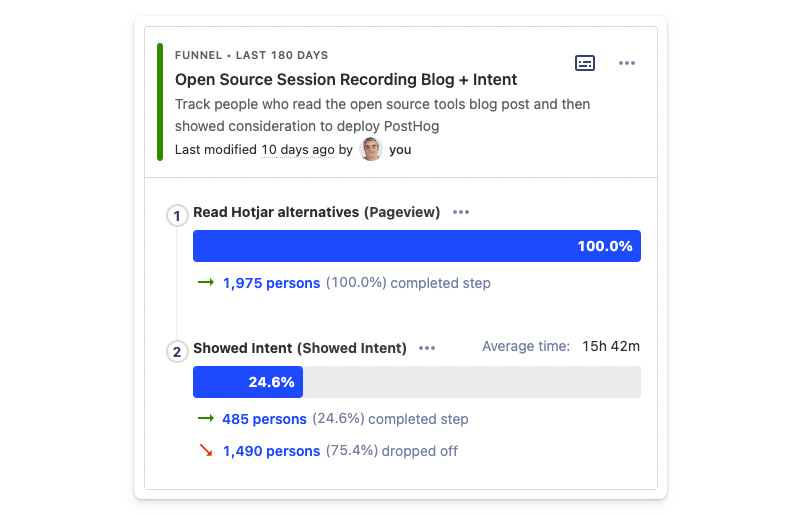 FUNNEL • LAST 180 DAYS
Open Source Session Recording Blog + Intent
Track people who read the open source tools blog post and then
showed consideration to deploy PostHog
Last modified 10 days ago by you
1 Read Hotjar alternatives (Pageview)
100.0%
1,975 persons (100.0%) completed step
2 Showed Intent (Showed Intent) Average time: 15h 42m
24.6%
485 persons (24.6%) completed step
1,490 persons (75.4%) dropped off